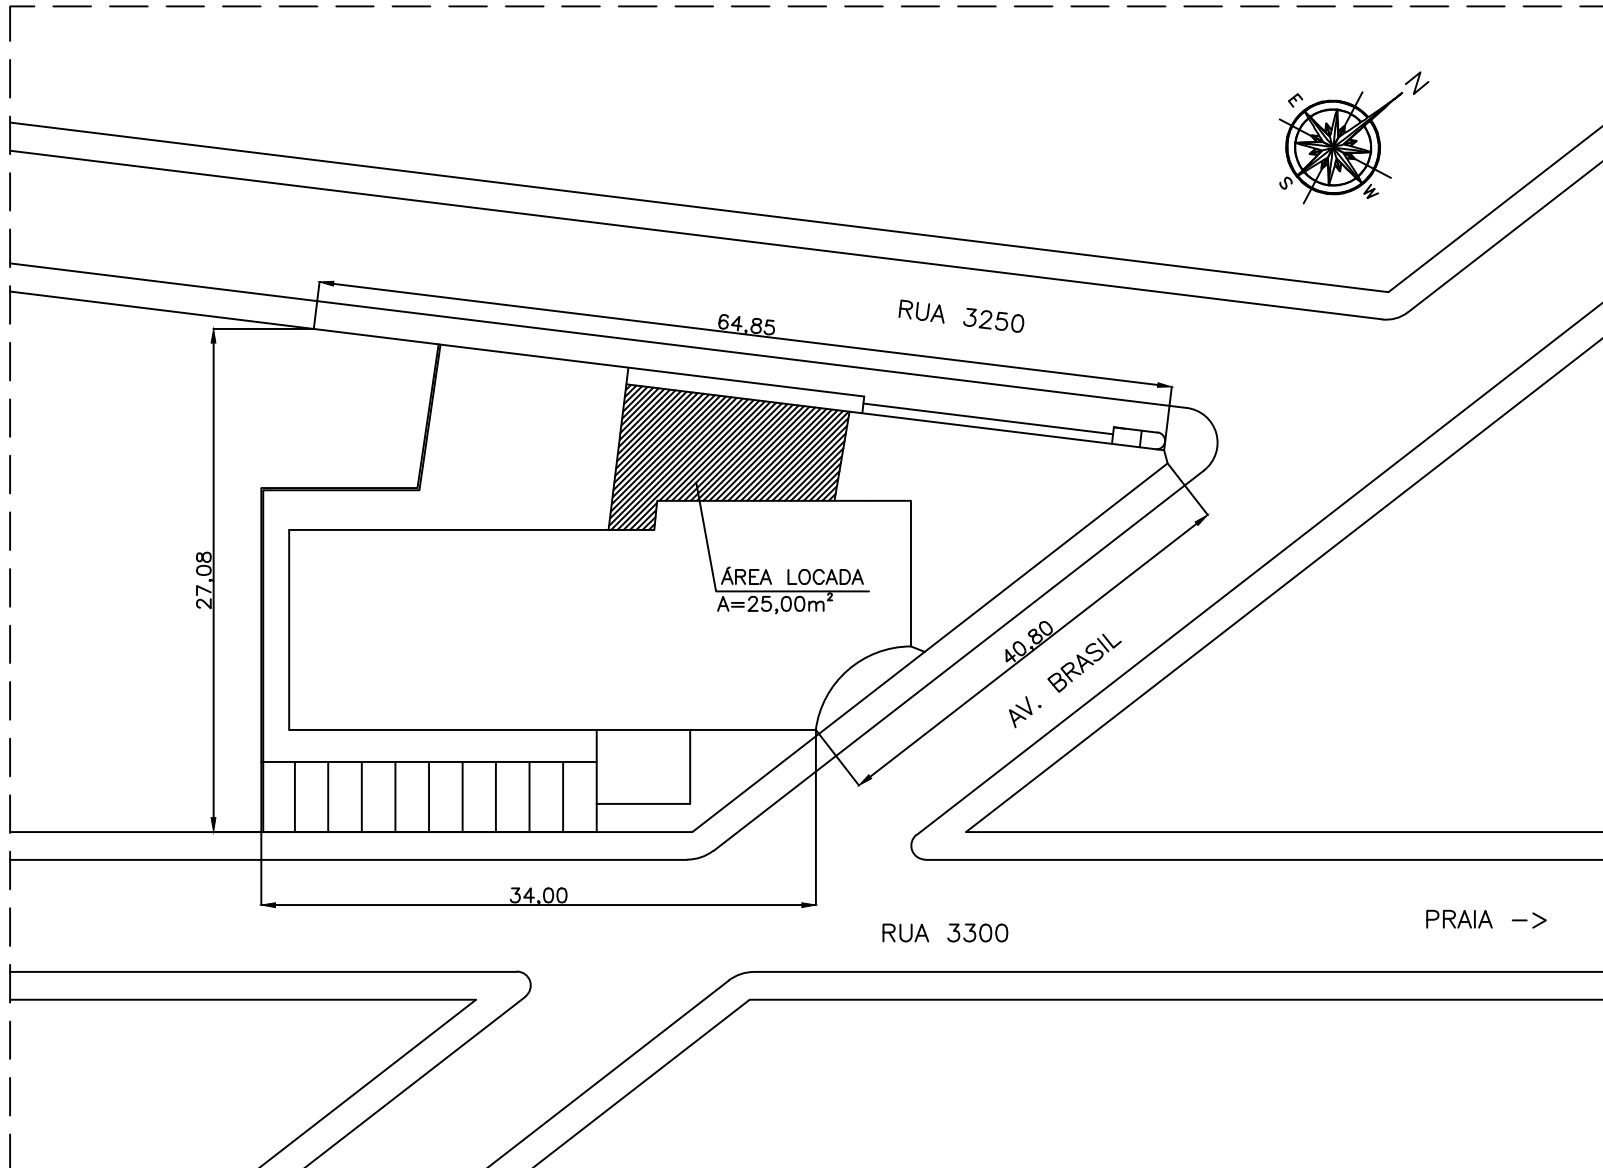 N
E
S
W
RUA 3250
64,85
27,08
ÁREA LOCADA
A=25,00m²
40,80
AV. BRASIL
34,00
RUA 3300
PRAIA ->